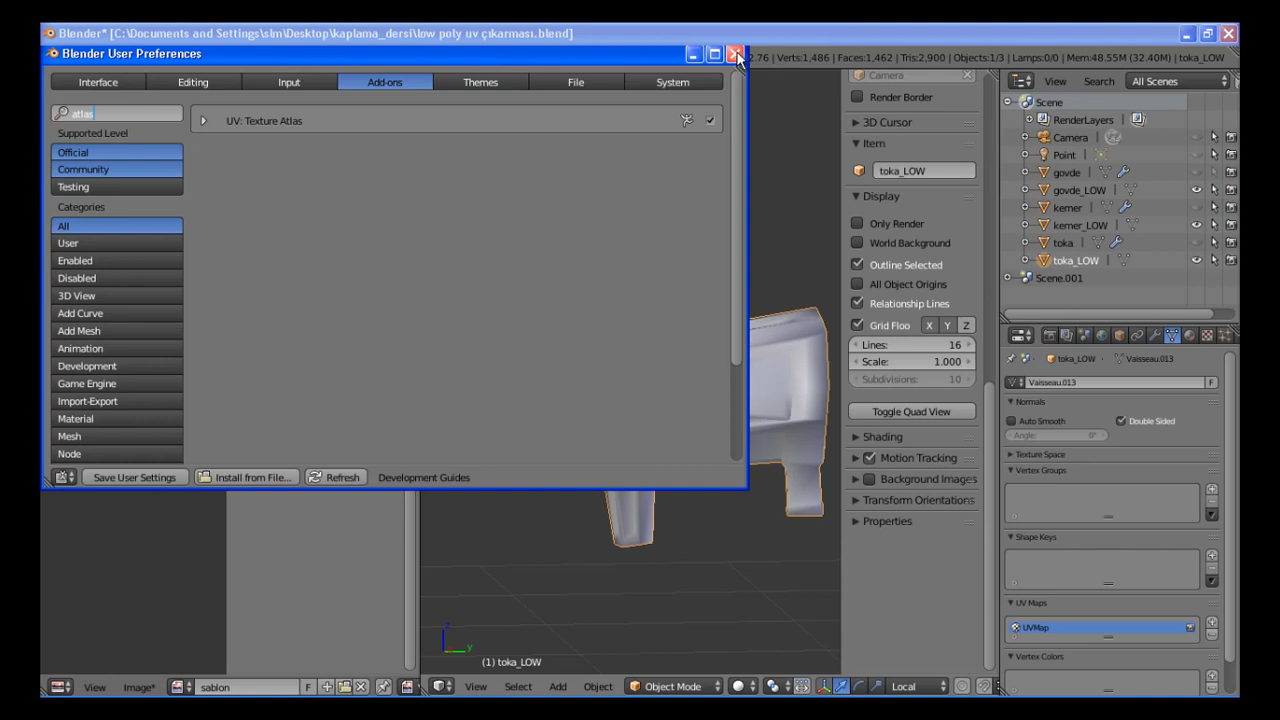 Blender* [C:\Documents and Settings\slm\Desktop\kaplama_dersi\low poly uv çıkarması.blend]
Blender User Preferences
2.76 | Verts:1,486 | Faces:1,462 | Tris:2,900 | Objects:1/3 | Lamps:0/0 | Mem:48.55M (32.40M) | toka_LOW
Interface
Editing
Input
Add-ons
Themes
File
System
atlas
UV: Texture Atlas
Supported Level
Official
Community
Testing
Categories
All
User
Enabled
Disabled
3D View
Add Curve
Add Mesh
Animation
Development
Game Engine
Import-Export
Material
Mesh
Node
Save User Settings
Install from File...
Refresh
Development Guides
Camera
Render Border
3D Cursor
Item
toka_LOW
Display
Only Render
World Background
Outline Selected
All Object Origins
Relationship Lines
Grid Floo
X
Y
Z
Lines: 16
Scale: 1.000
Subdivisions: 10
Toggle Quad View
Shading
Motion Tracking
Background Images
Transform Orientations
Properties
View
Search
All Scenes
Scene
RenderLayers
Camera
Point
govde
govde_LOW
kemer
kemer_LOW
toka
toka_LOW
Scene.001
toka_LOW
Vaisseau.013
Vaisseau.013
F
Normals
Auto Smooth
Double Sided
Angle: 0°
Texture Space
Vertex Groups
Shape Keys
UV Maps
UVMap
Vertex Colors
z
y
(1) toka_LOW
View
Image*
sablon
F
View
Select
Add
Object
Object Mode
Local